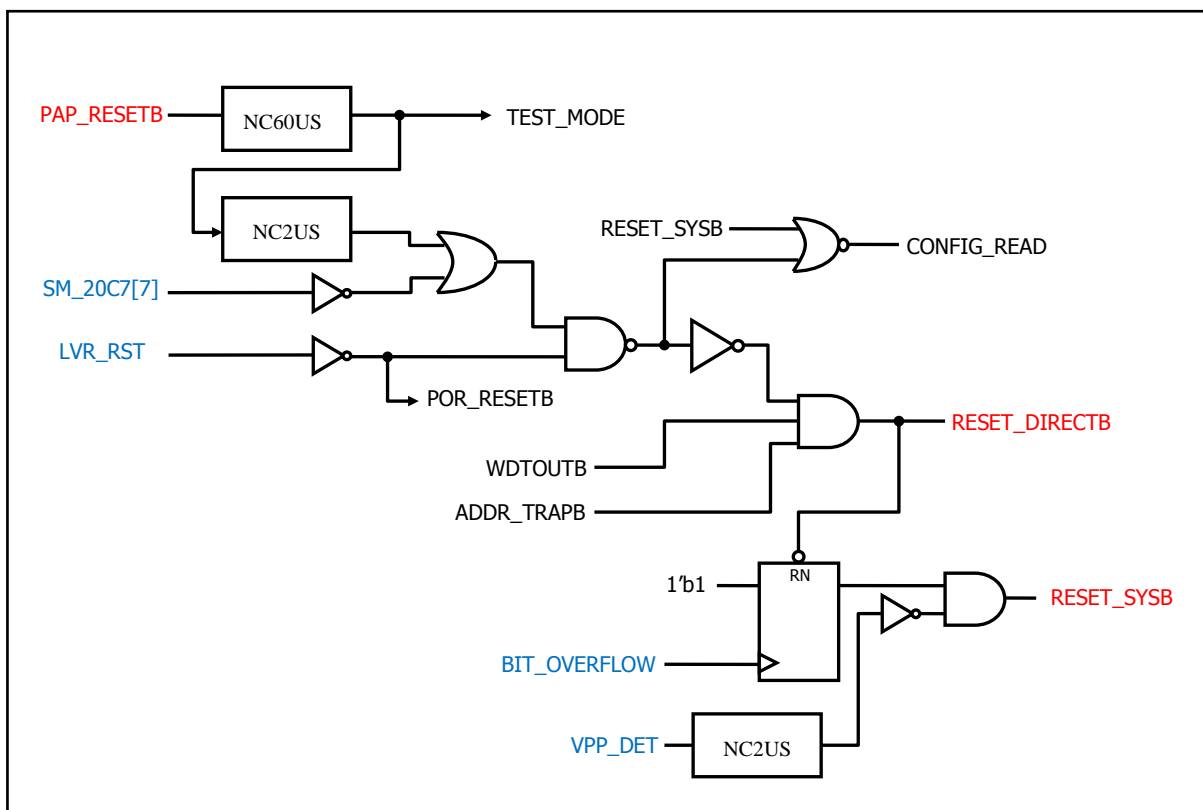 PAP_RESETB
NC60US
TEST_MODE
NC2US
RESET_SYSB
CONFIG_READ
SM_20C7[7]
LVR_RST
POR_RESETB
RESET_DIRECTB
WDTOUTB
ADDR_TRAPB
RN
1'b1
RESET_SYSB
BIT_OVERFLOW
VPP_DET
NC2US